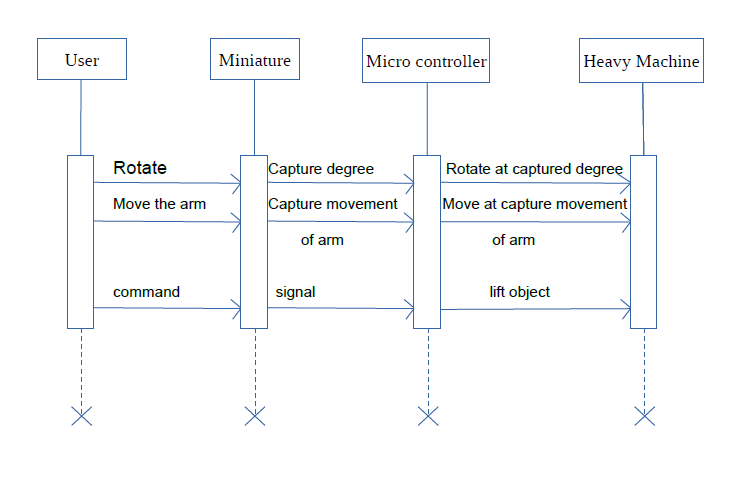 User
Miniature
Micro controller
Heavy Machine
Rotate
Capture degree
Rotate at captured degree
Move the arm
Capture movement
of arm
Move at capture movement
of arm
command
signal
lift object